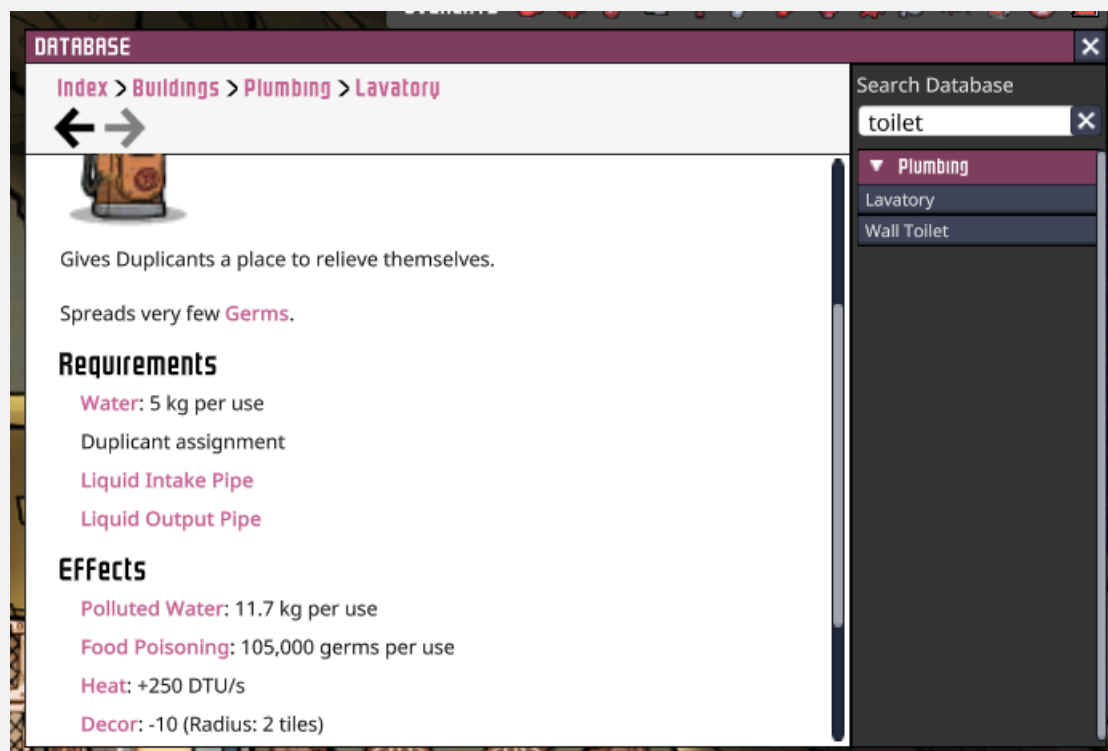 DATABASE
Index > Buildings > Plumbing > Lavatory
Search Database
toilet
Plumbing
Lavatory
Wall Toilet
Gives Duplicants a place to relieve themselves.
Spreads very few Germs.
Requirements
Water: 5 kg per use
Duplicant assignment
Liquid Intake Pipe
Liquid Output Pipe
Effects
Polluted Water: 11.7 kg per use
Food Poisoning: 105,000 germs per use
Heat: +250 DTU/s
Decor: -10 (Radius: 2 tiles)